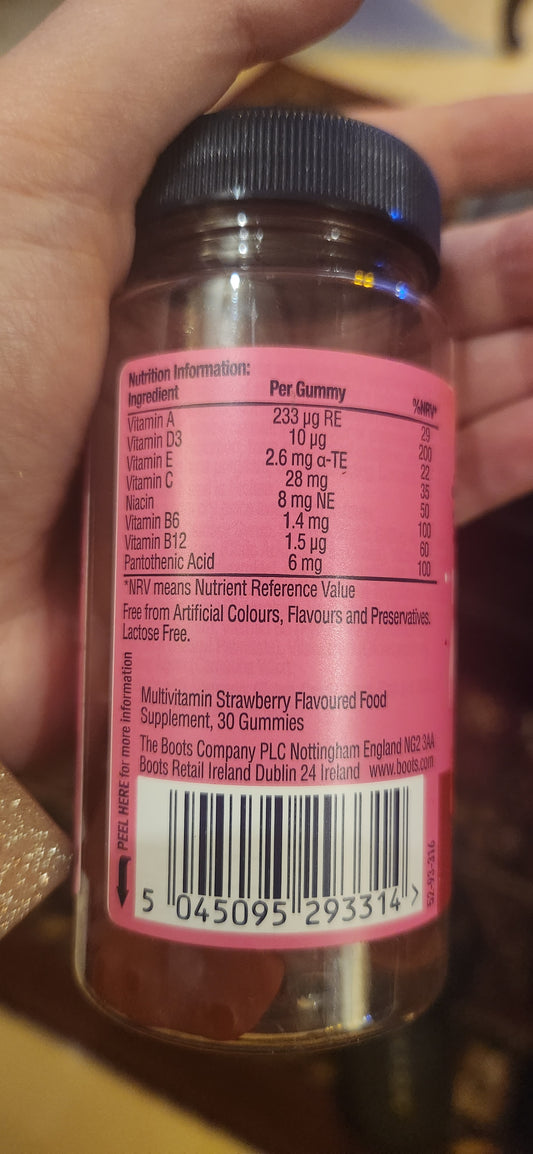 Nutrition Information:
Ingredient Per Gummy %NRV*
Vitamin A 233 µg RE 29
Vitamin D3 10 µg 200
Vitamin E 2.6 mg α-TE 22
Vitamin C 28 mg 35
Niacin 8 mg NE 50
Vitamin B6 1.4 mg 100
Vitamin B12 1.5 µg 60
Pantothenic Acid 6 mg 100
*NRV means Nutrient Reference Value
Free from Artificial Colours, Flavours and Preservatives.
Lactose Free.
PEEL HERE for more information
Multivitamin Strawberry Flavoured Food
Supplement, 30 Gummies
The Boots Company PLC Nottingham England NG2 3AA
Boots Retail Ireland Dublin 24 Ireland www.boots.com
5 045095 293314 >
52-93-316